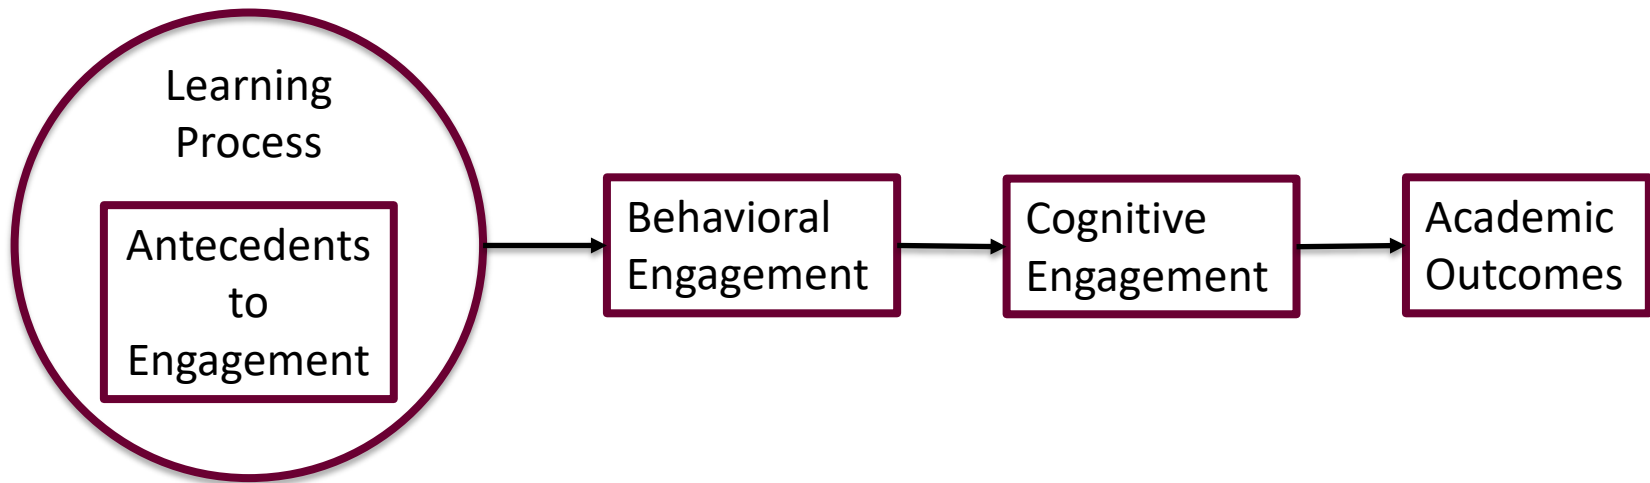 Learning
Process
Antecedents
to
Engagement
Behavioral
Engagement
Cognitive
Engagement
Academic
Outcomes